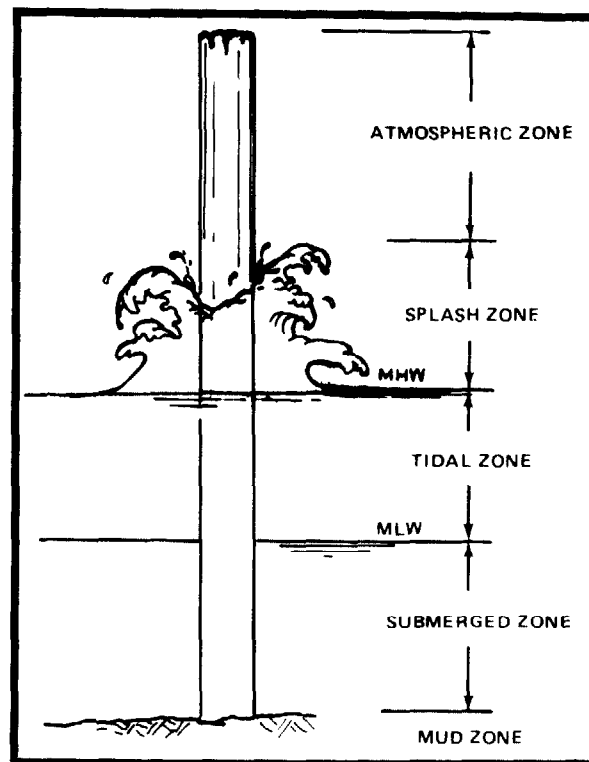 ATMOSPHERIC ZONE
SPLASH ZONE
MHW
TIDAL ZONE
MLW
SUBMERGED ZONE
MUD ZONE